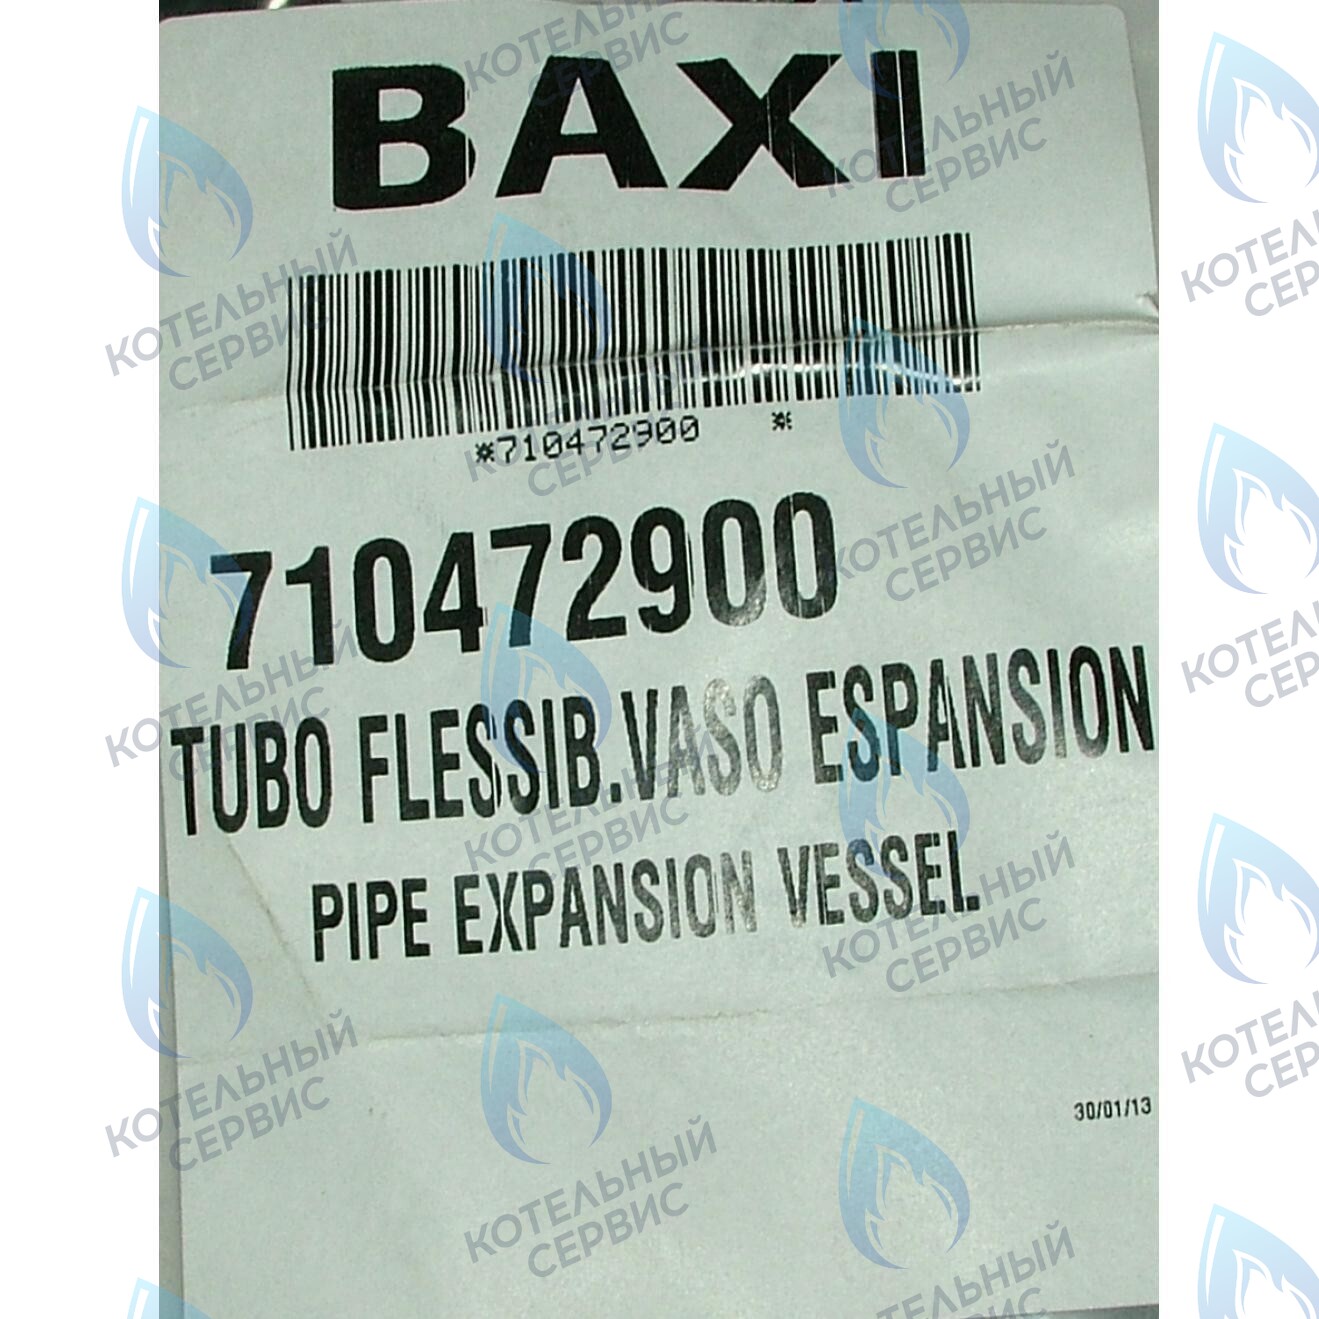 BAXI
*710472900 *
710472900
TUBO FLESSIB.VASO ESPANSION
PIPE EXPANSION VESSEL
30/01/13
КОТЕЛЬНЫЙ
СЕРВИС